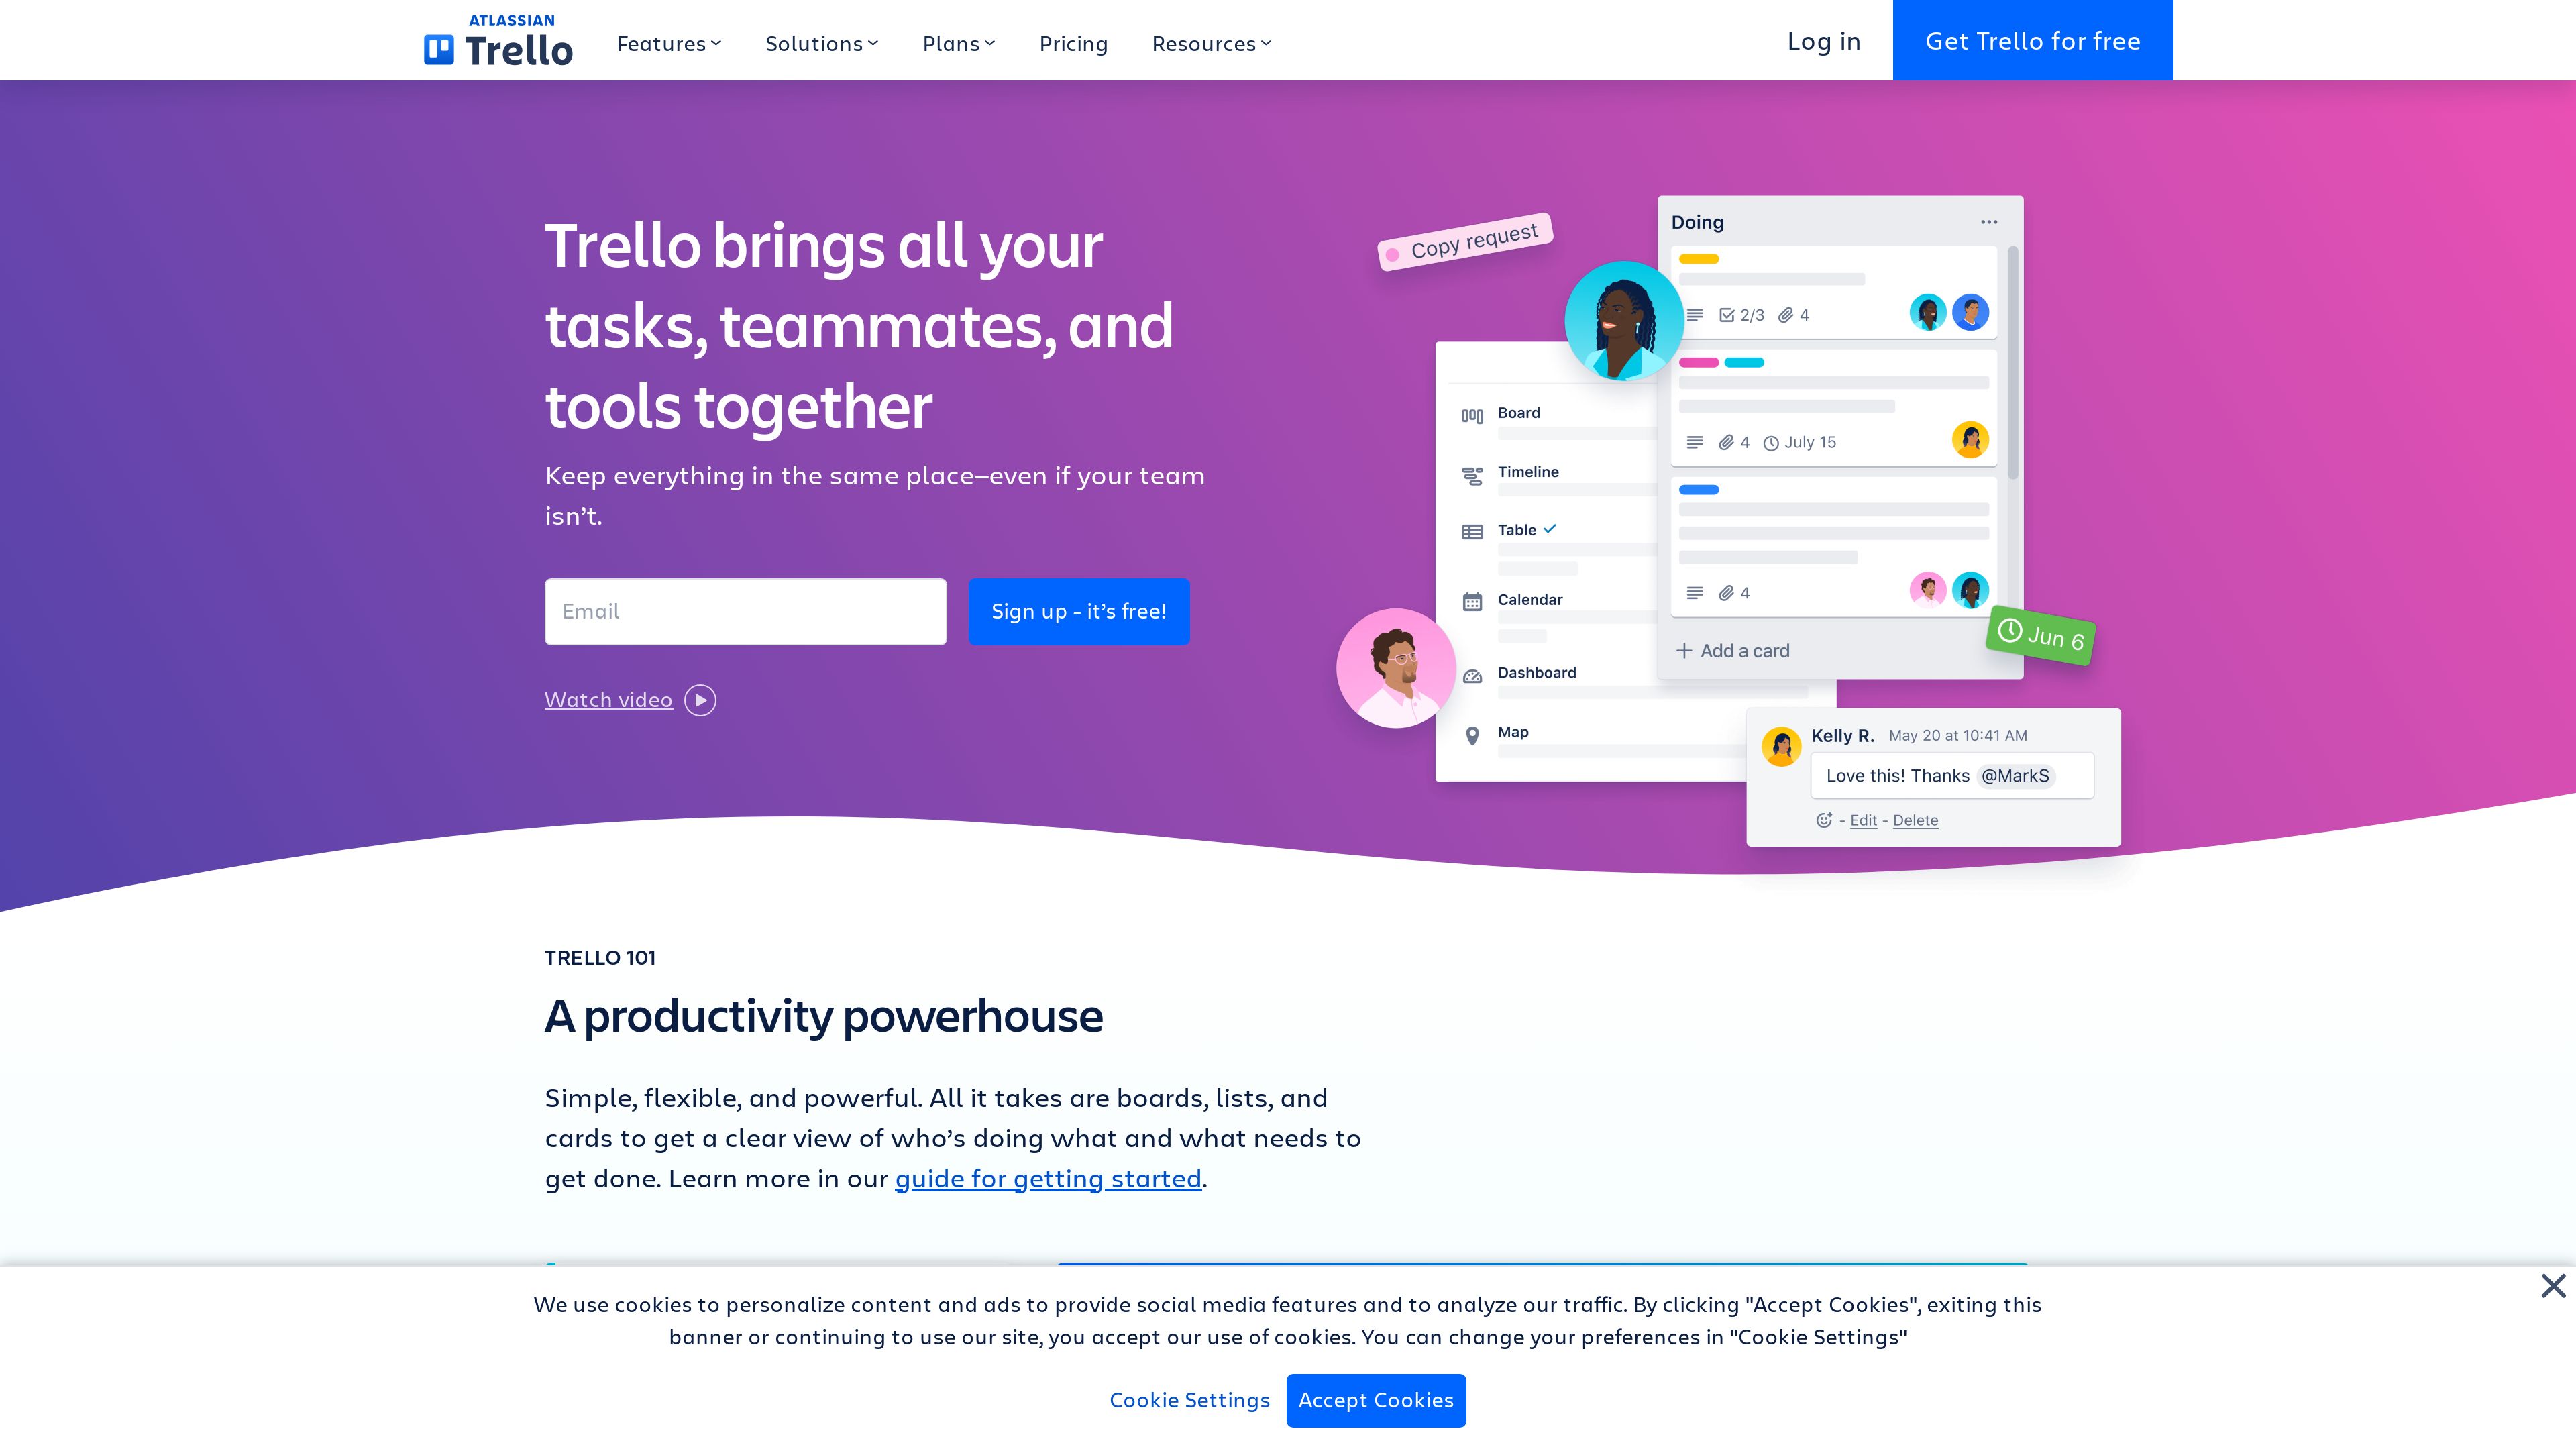 ATLASSIAN
Trello
Features
Solutions
Plans
Pricing
Resources
Log in
Get Trello for free
Trello brings all your
tasks, teammates, and
tools together
Keep everything in the same place—even if your team
isn’t.
Email
Sign up - it’s free!
Watch video
Copy request
Doing
2/3
4
4
July 15
4
Add a card
Jun 6
Board
Timeline
Table
Calendar
Dashboard
Map
Kelly R. May 20 at 10:41 AM
Love this! Thanks @MarkS
- Edit - Delete
TRELLO 101
A productivity powerhouse
Simple, flexible, and powerful. All it takes are boards, lists, and
cards to get a clear view of who’s doing what and what needs to
get done. Learn more in our guide for getting started.
We use cookies to personalize content and ads to provide social media features and to analyze our traffic. By clicking "Accept Cookies", exiting this
banner or continuing to use our site, you accept our use of cookies. You can change your preferences in "Cookie Settings"
Cookie Settings
Accept Cookies